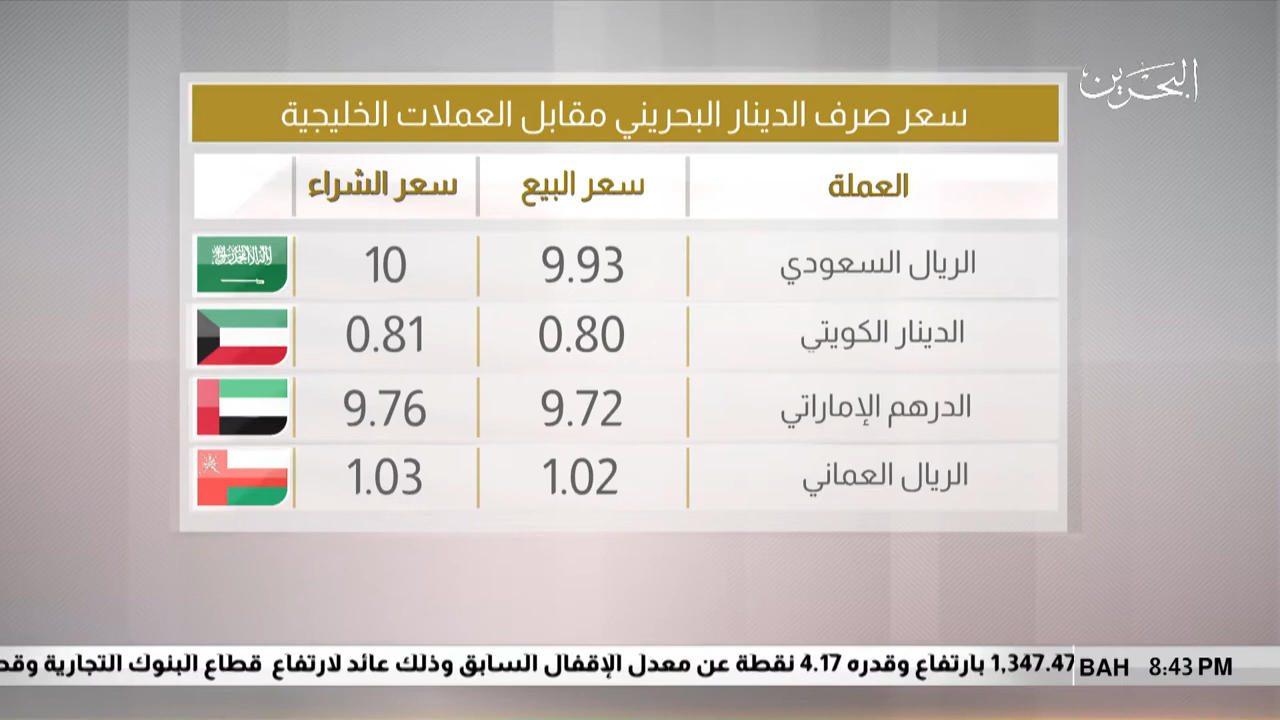 البحرين
سعر صرف الدينار البحريني مقابل العملات الخليجية
العملة سعر البيع سعر الشراء
الريال السعودي 9.93 10
الدينار الكويتي 0.80 0.81
الدرهم الإماراتي 9.72 9.76
الريال العماني 1.02 1.03
BAH 8:43 PM
1,347.47 بارتفاع وقدره 4.17 نقطة عن معدل الإقفال السابق وذلك عائد لارتفاع قطاع البنوك التجارية